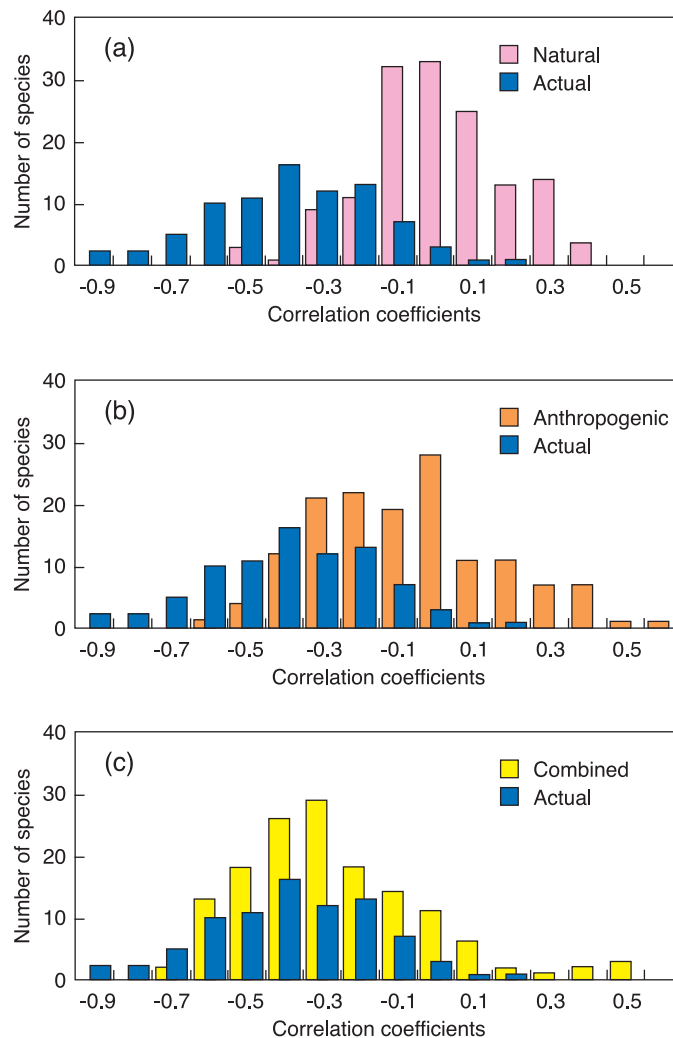 40
(a)
Natural
Actual
30
20
10
0
Number of species
-0.9 -0.7 -0.5 -0.3 -0.1 0.1 0.3 0.5
Correlation coefficients
40
(b)
Anthropogenic
Actual
30
20
10
0
Number of species
-0.9 -0.7 -0.5 -0.3 -0.1 0.1 0.3 0.5
Correlation coefficients
40
(c)
Combined
Actual
30
20
10
0
Number of species
-0.9 -0.7 -0.5 -0.3 -0.1 0.1 0.3 0.5
Correlation coefficients